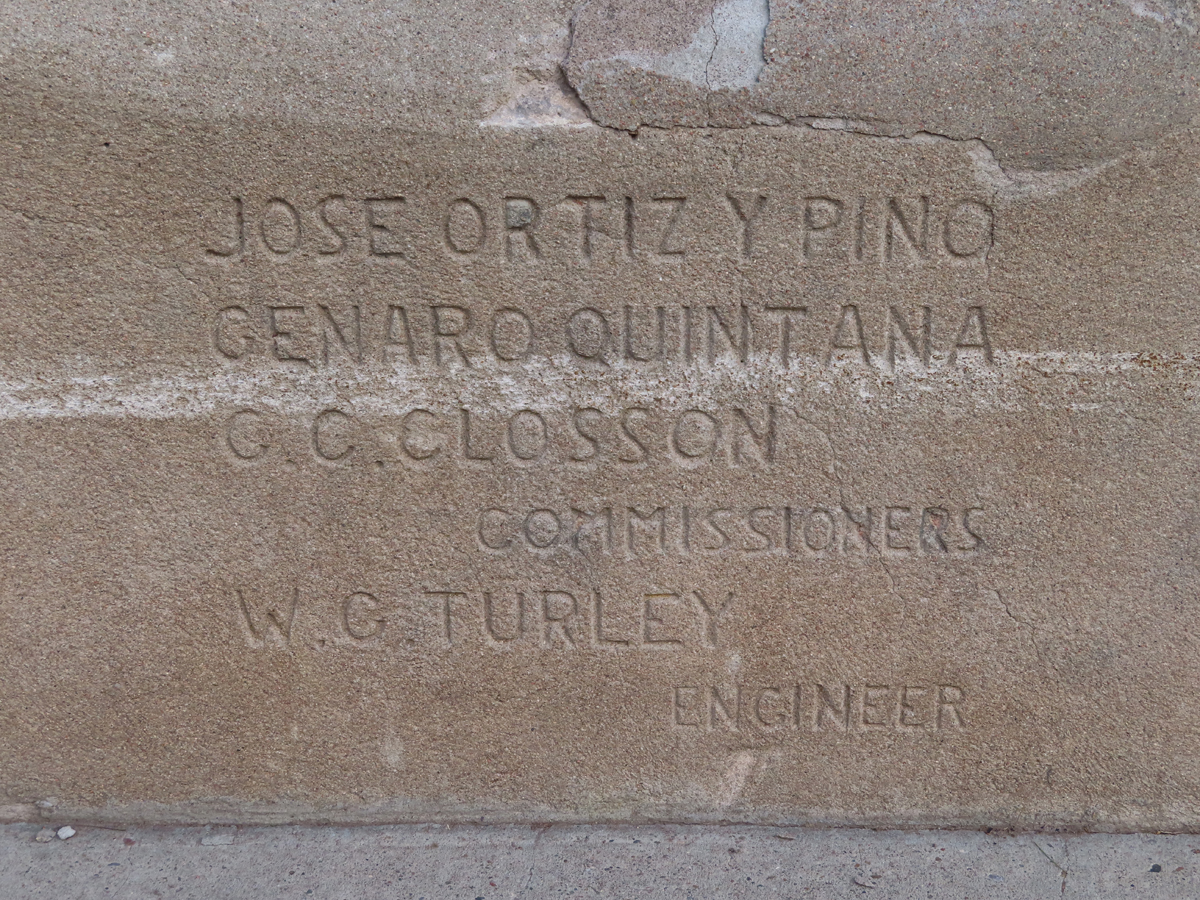 JOSE ORTIZ Y PINO
GENARO QUINTANA
G. C. CLOSSON
COMMISSIONERS
W. G. TURLEY
ENGINEER